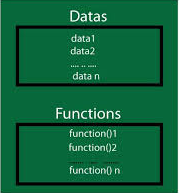 Datas
data1
data2
.... .. ....
data n
Functions
function()1
function()2
function() n